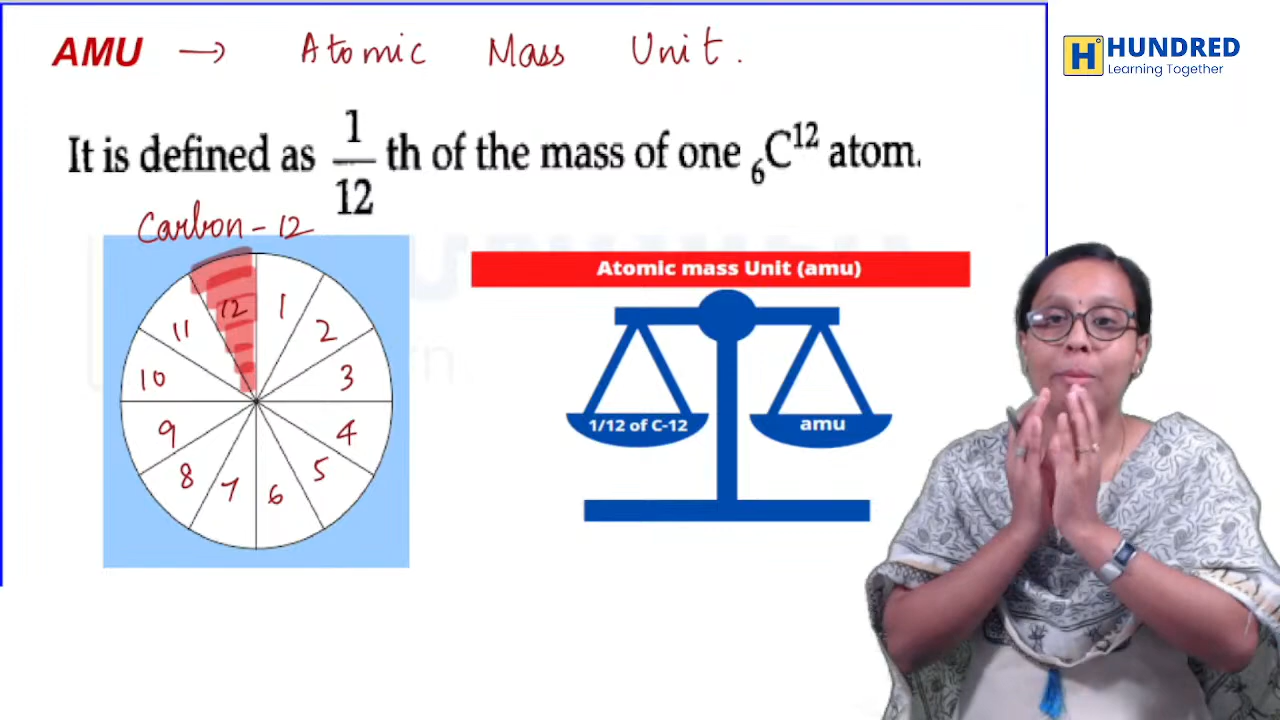 AMU → Atomic Mass Unit.
HUNDRED
Learning Together
It is defined as 1/12 th of the mass of one ₆C¹² atom.
Carbon-12
Atomic mass Unit (amu)
12 1
11 2
10 3
9 4
8 5
7 6
1/12 of C-12 amu